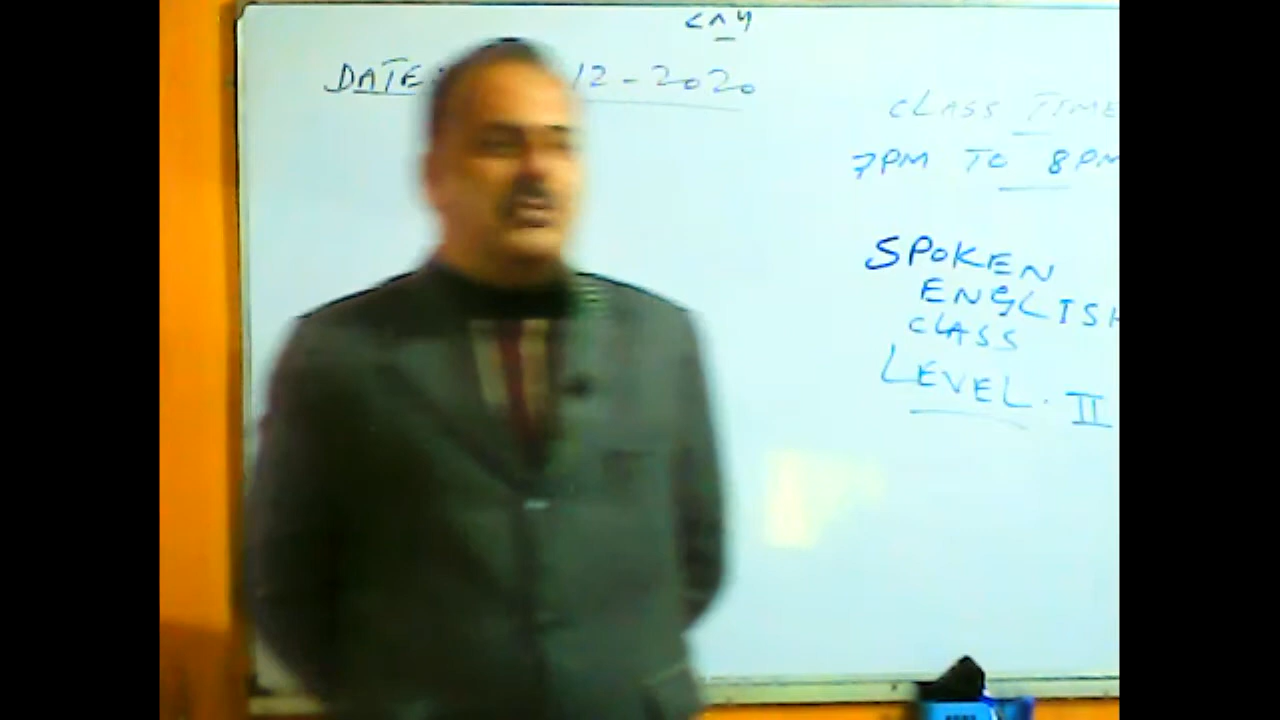 DATE: 12-2020
CLASS TIME
7PM TO 8PM
SPOKEN
ENGLISH
CLASS
LEVEL. II